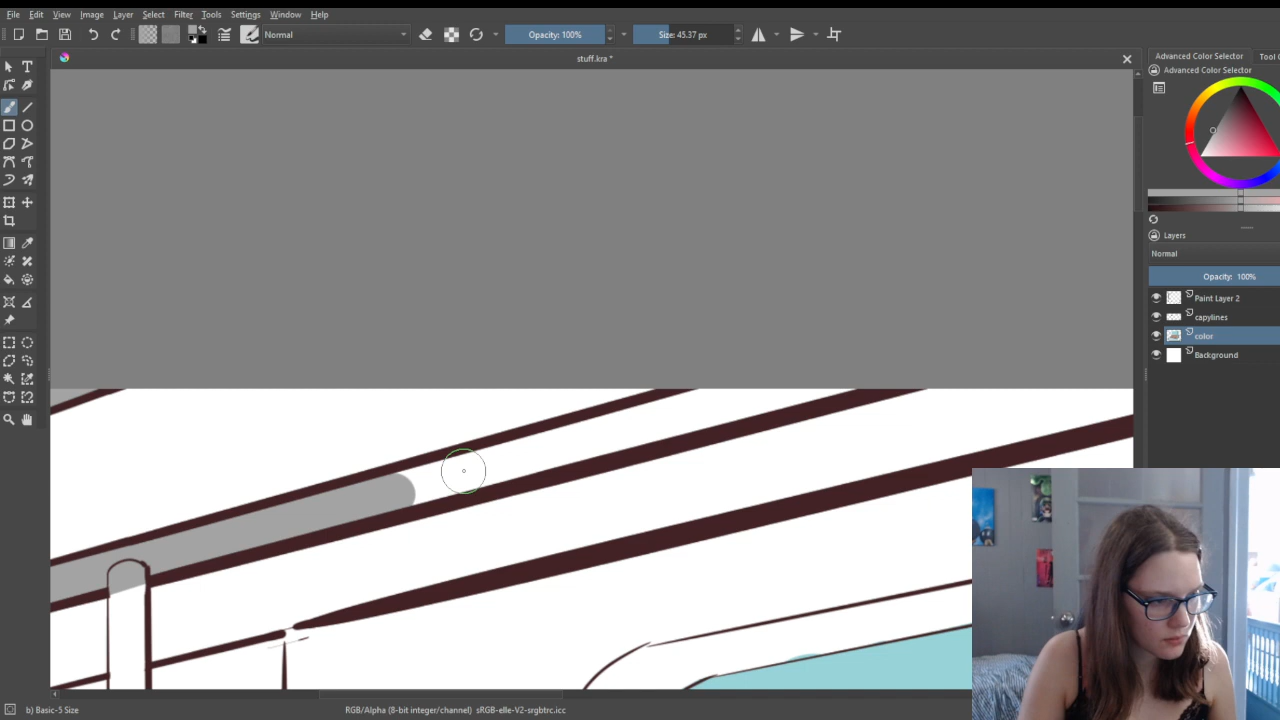 File Edit View Image Layer Select Filter Tools Settings Window Help
Normal
Opacity: 100%
Size: 45.37 px
stuff.kra *
Advanced Color Selector
Tool
Advanced Color Selector
Layers
Normal
Opacity: 100%
Paint Layer 2
capylines
color
Background
b) Basic-5 Size
RGB/Alpha (8-bit integer/channel) sRGB-elle-V2-srgbtrc.icc